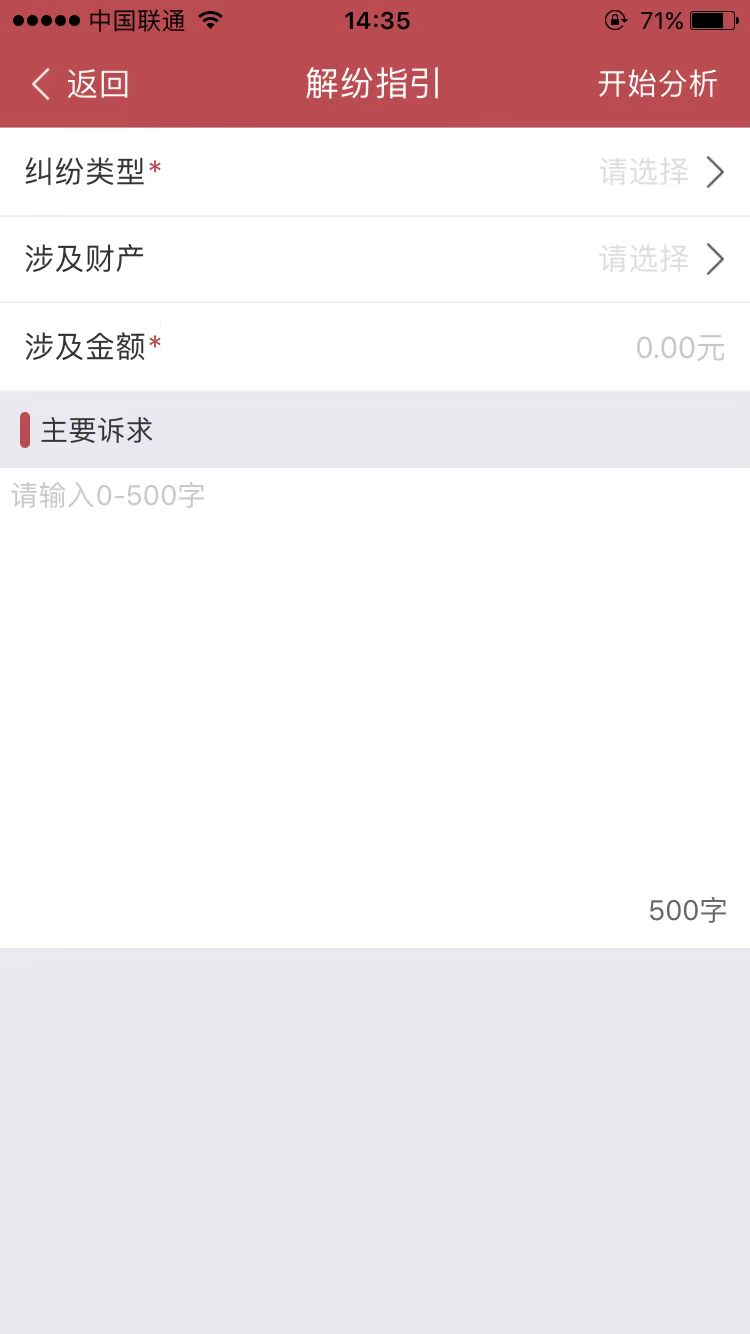 中国联通 14:35 71%
返回 解纷指引 开始分析
纠纷类型* 请选择
涉及财产 请选择
涉及金额* 0.00元
主要诉求
请输入0-500字
500字